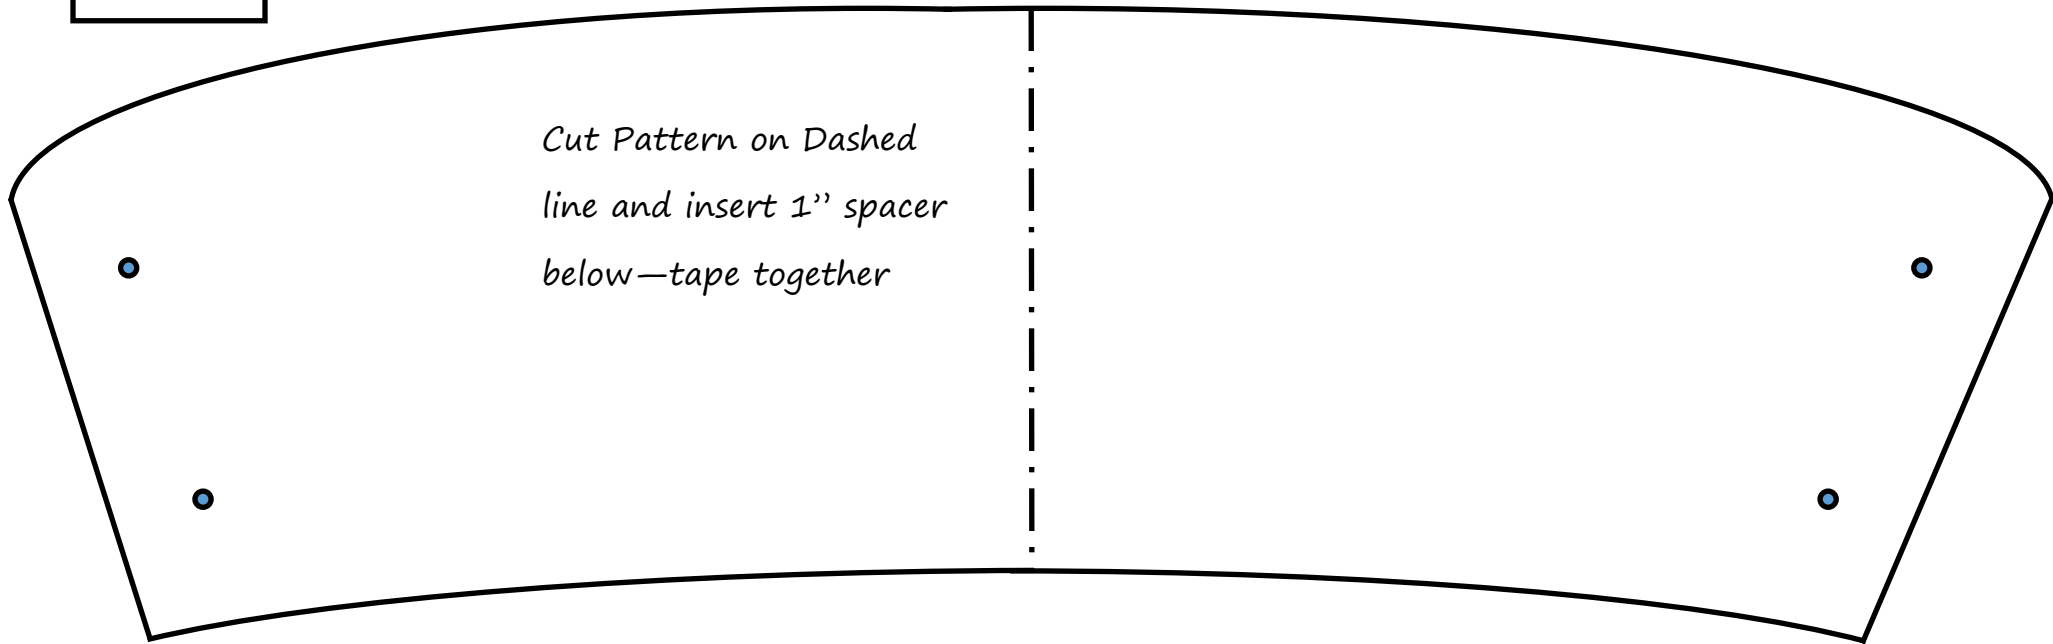 Cut Pattern on Dashed
line and insert 1” spacer
below—tape together